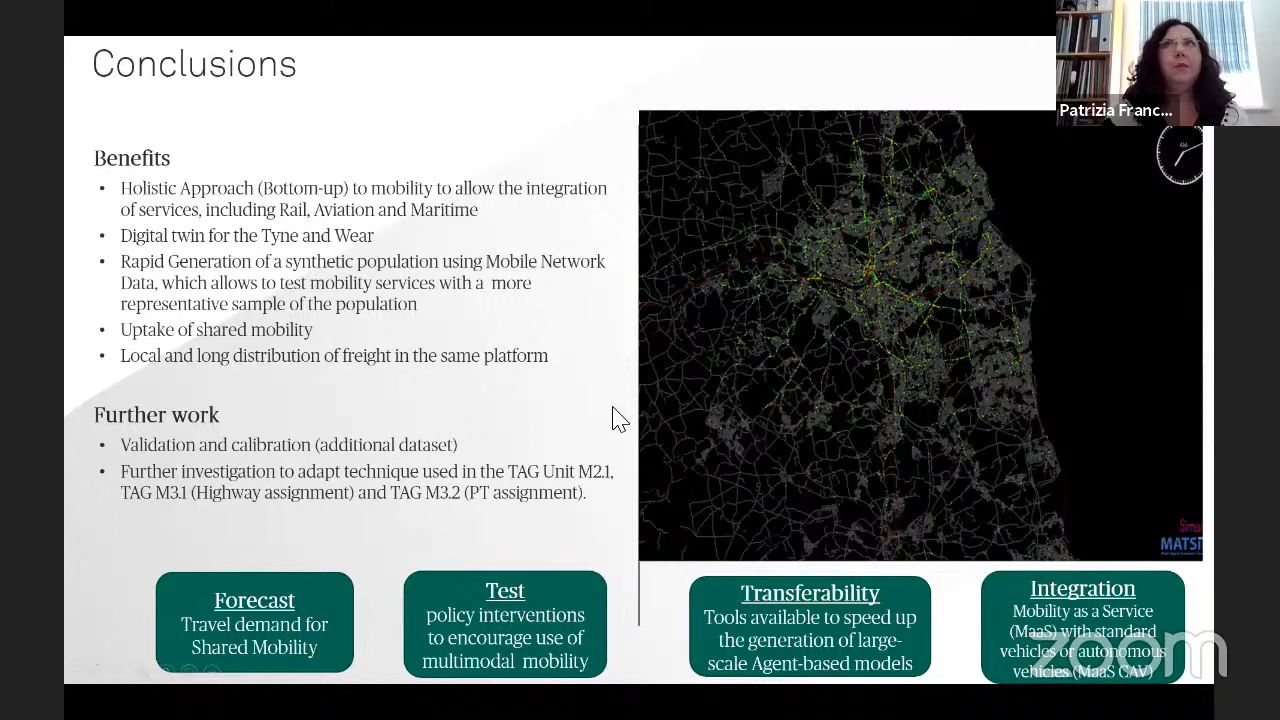 Conclusions
Patrizia Franc...
AM
Benefits
• Holistic Approach (Bottom-up) to mobility to allow the integration
of services, including Rail, Aviation and Maritime
• Digital twin for the Tyne and Wear
• Rapid Generation of a synthetic population using Mobile Network
Data, which allows to test mobility services with a more
representative sample of the population
• Uptake of shared mobility
• Local and long distribution of freight in the same platform
Further work
• Validation and calibration (additional dataset)
• Further investigation to adapt technique used in the TAG Unit M2.1,
TAG M3.1 (Highway assignment) and TAG M3.2 (PT assignment).
Simu
MATSi
Forecast
Travel demand for
Shared Mobility
Test
policy interventions
to encourage use of
multimodal mobility
Transferability
Tools available to speed up
the generation of large-
scale Agent-based models
Integration
Mobility as a Service
(MaaS) with standard
vehicles or autonomous
vehicles (MaaS CAV)
zoom